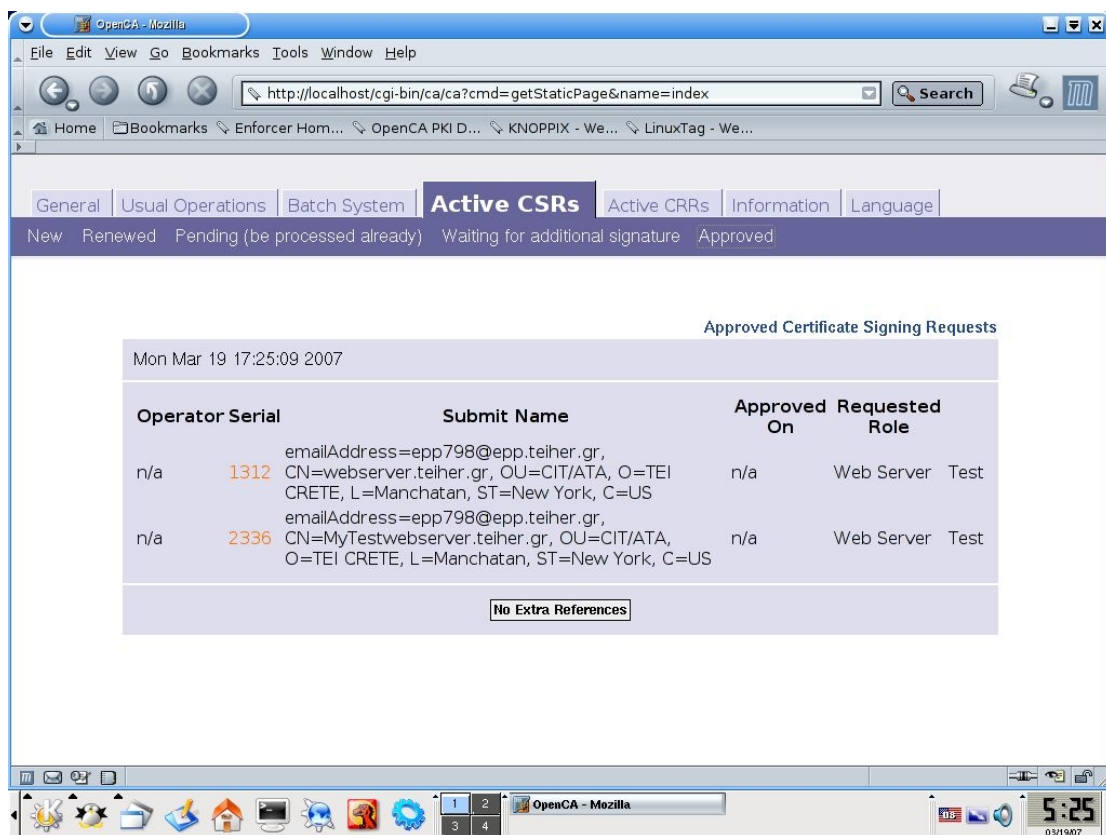 OpenCA - Mozilla
File Edit View Go Bookmarks Tools Window Help
http://localhost/cgi-bin/ca/ca?cmd=getStaticPage&name=index
Search
Home Bookmarks Enforcer Hom... OpenCA PKI D... KNOPPIX - We... LinuxTag - We...
General Usual Operations Batch System Active CSRs Active CRRs Information Language
New Renewed Pending (be processed already) Waiting for additional signature Approved
Approved Certificate Signing Requests
Mon Mar 19 17:25:09 2007
Operator Serial Submit Name Approved On Requested Role
n/a 1312 emailAddress=epp798@epp.teiher.gr,
CN=webserver.teiher.gr, OU=CIT/ATA, O=TEI
CRETE, L=Manchatan, ST=New York, C=US
n/a Web Server Test
n/a 2336 emailAddress=epp798@epp.teiher.gr,
CN=MyTestwebserver.teiher.gr, OU=CIT/ATA,
O=TEI CRETE, L=Manchatan, ST=New York, C=US
n/a Web Server Test
No Extra References
1 2
3 4
OpenCA - Mozilla
US
5:25
03/19/07